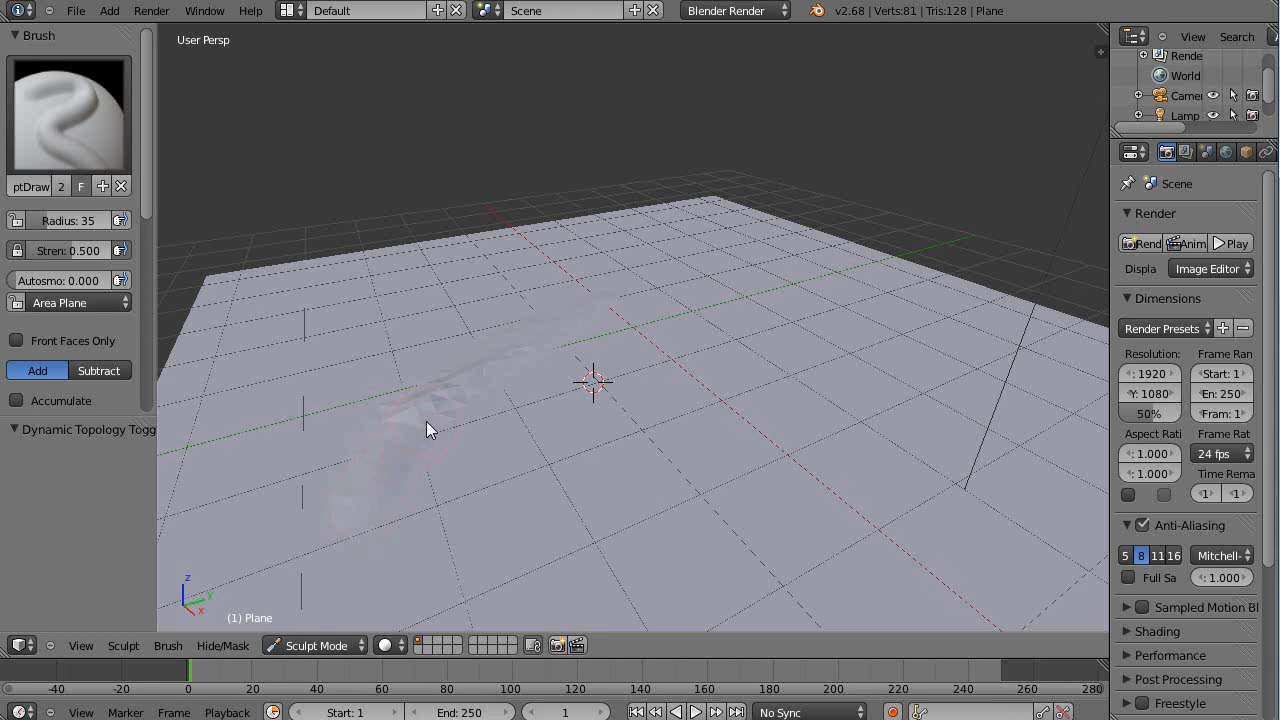 File Add Render Window Help Default Scene Blender Render v2.68 | Verts:81 | Tris:128 | Plane
Brush
User Persp
View Search
Rende
World
Camer
Lamp
ptDraw 2 F
Scene
Radius: 35
Render
Stren: 0.500
Rend Anim Play
Autosmo: 0.000
Displa Image Editor
Area Plane
Dimensions
Front Faces Only
Render Presets
Resolution: Frame Ran
Add Subtract
: 1920 Start: 1
Y: 1080 End: 250
Accumulate
50% Fram: 1
Dynamic Topology Togg
Aspect Rati Frame Rat
: 1.000 24 fps
: 1.000 Time Rema
1 1
Anti-Aliasing
5 8 11 16 Mitchell-
Full Sa : 1.000
z
y
x
(1) Plane
Sampled Motion Bl
Shading
View Sculpt Brush Hide/Mask Sculpt Mode
Performance
Post Processing
-40 -20 0 20 40 60 80 100 120 140 160 180 200 220 240 260 280
Freestyle
View Marker Frame Playback Start: 1 End: 250 1 No Sync